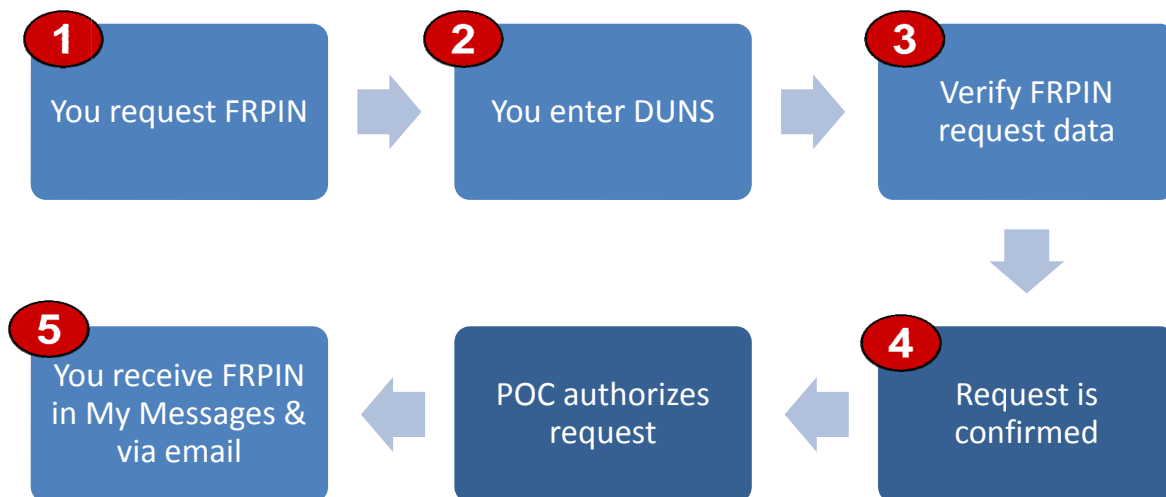 1
You request FRPIN
2
You enter DUNS
3
Verify FRPIN
request data
4
Request is
confirmed
POC authorizes
request
5
You receive FRPIN
in My Messages &
via email